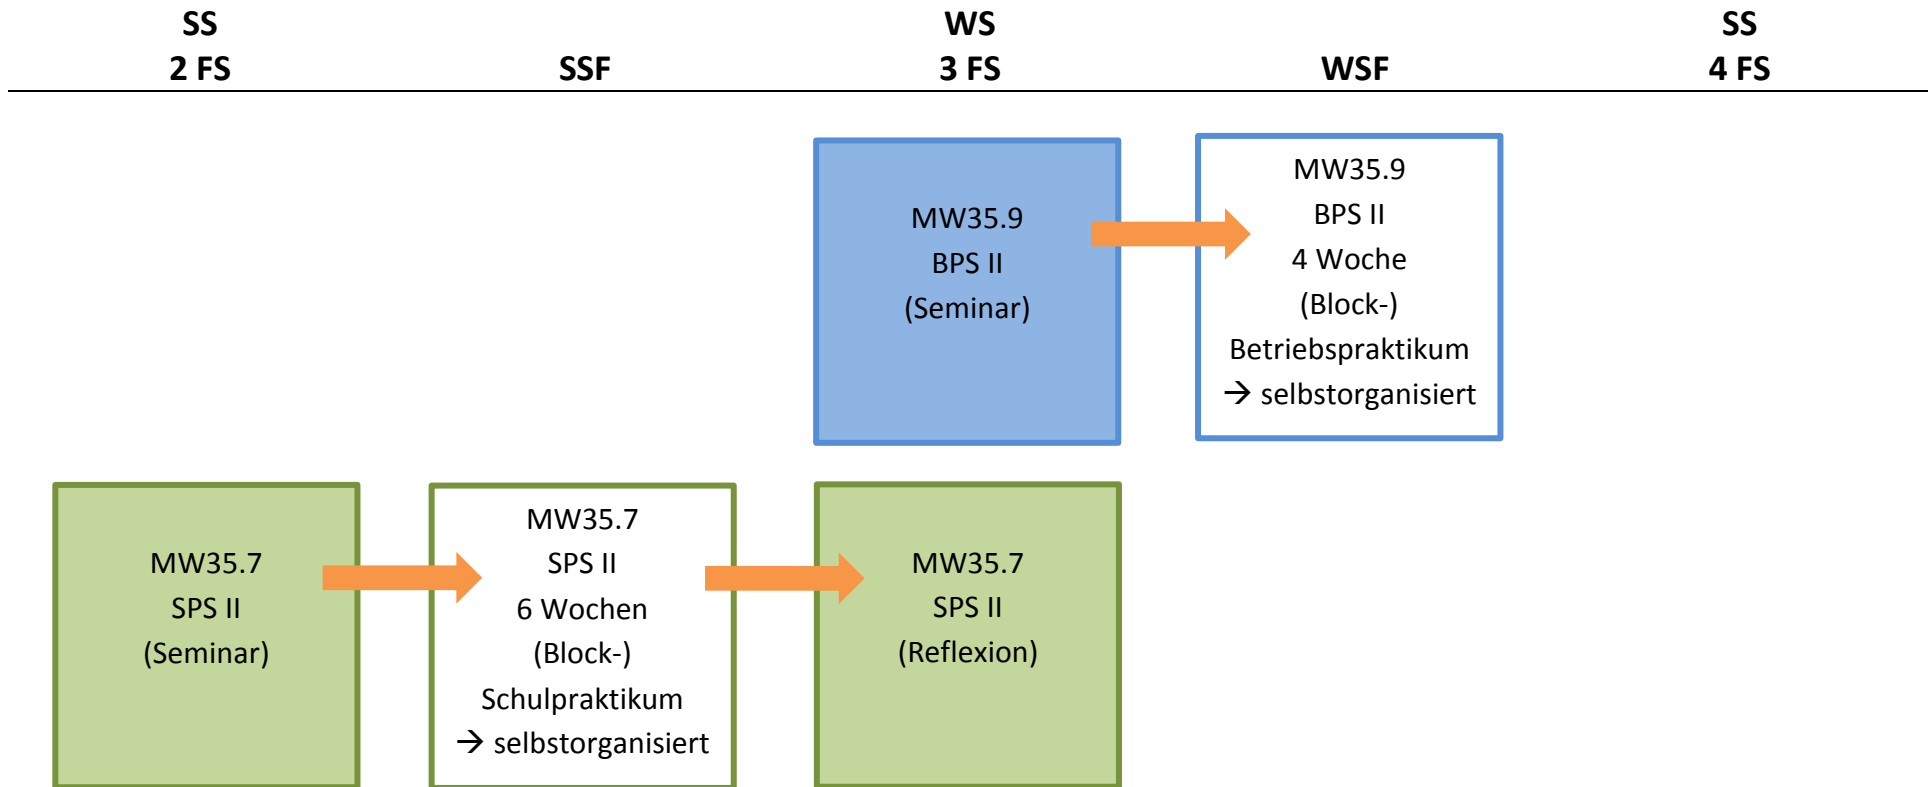 SS
2 FS
SSF
WS
3 FS
WSF
SS
4 FS
MW35.9
BPS II
(Seminar)
MW35.9
BPS II
4 Woche
(Block-)
Betriebspraktikum
→ selbstorganisiert
MW35.7
SPS II
(Seminar)
MW35.7
SPS II
6 Wochen
(Block-)
Schulpraktikum
→ selbstorganisiert
MW35.7
SPS II
(Reflexion)